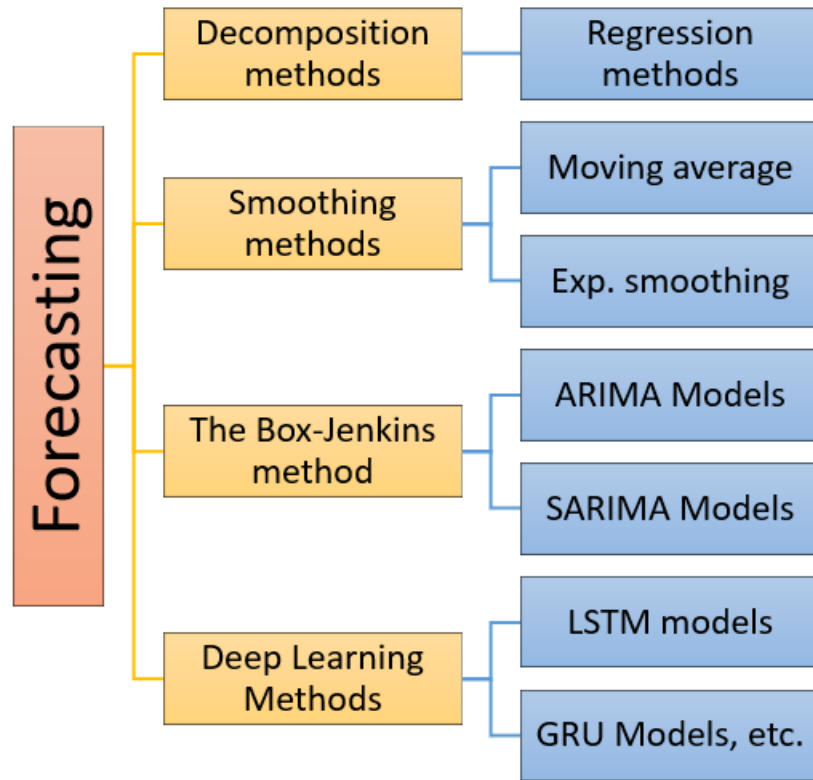 Forecasting
Decomposition
methods
Regression
methods
Smoothing
methods
Moving average
Exp. smoothing
The Box-Jenkins
method
ARIMA Models
SARIMA Models
Deep Learning
Methods
LSTM models
GRU Models, etc.